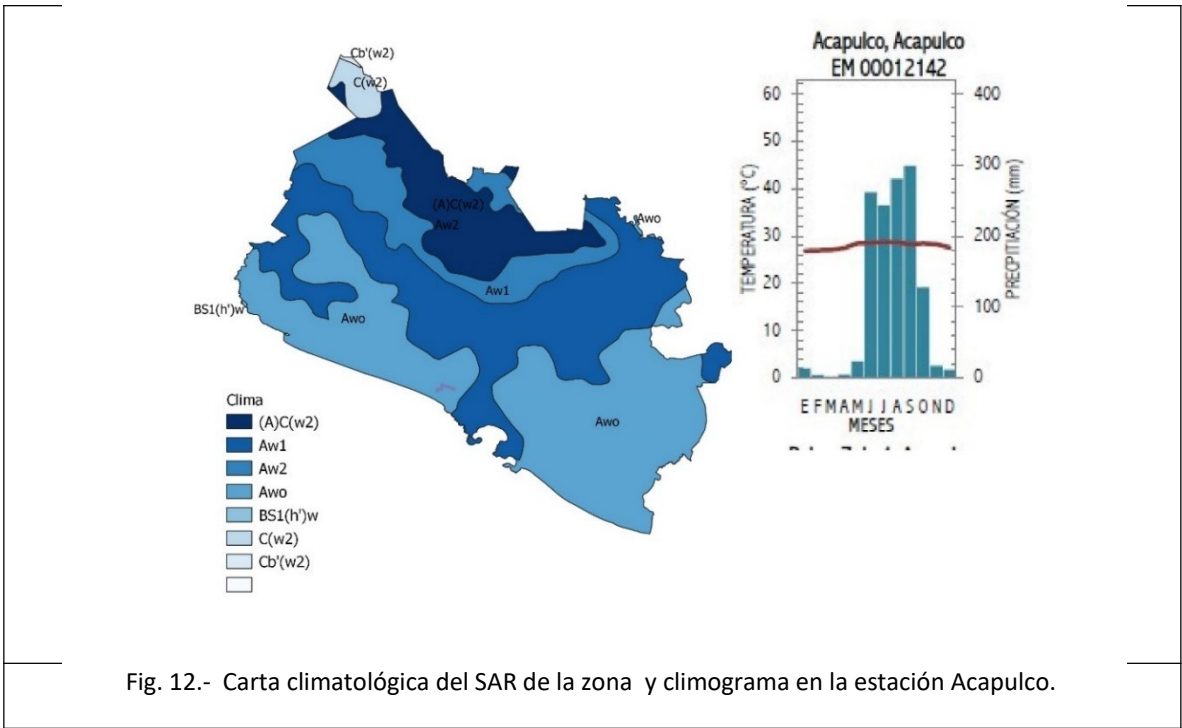 Cb'(w2)
C(w2)
(A)C(w2)
Aw2
Awo
Aw1
BS1(h')w
Awo
Awo
Clima
(A)C(w2)
Aw1
Aw2
Awo
BS1(h')w
C(w2)
Cb'(w2)
Acapulco, Acapulco
EM 00012142
TEMPERATURA (°C)
60
50
40
30
20
10
0
PRECIPITIACIÓN (mm)
400
300
200
100
0
E F M A M J J A S O N D
MESES
Fig. 12.- Carta climatológica del SAR de la zona y climograma en la estación Acapulco.